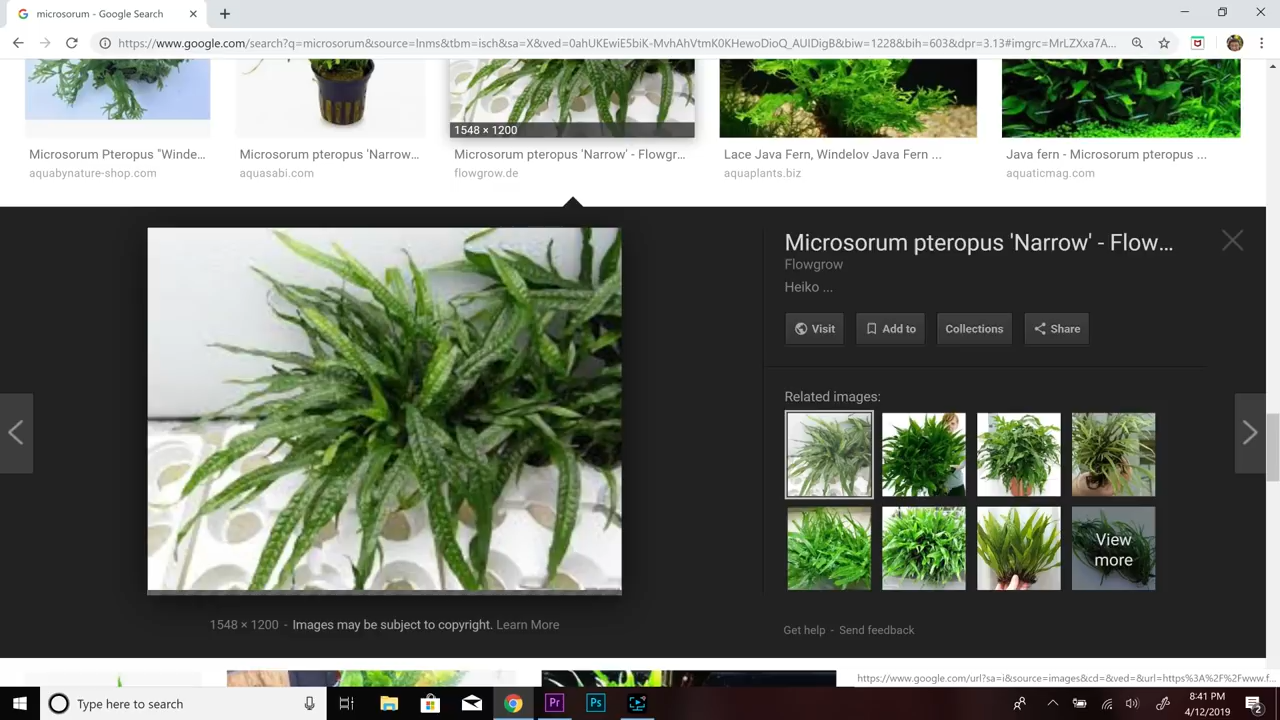 microsorum - Google Search
https://www.google.com/search?q=microsorum&source=lnms&tbm=isch&sa=X&ved=0ahUKEwiE5biK-MvhAhVtmK0KHewoDioQ_AUIDigB&biw=1228&bih=603&dpr=3.13#imgrc=MrLZXxa7A...
1548 × 1200
Microsorum Pteropus "Winde...
aquabynature-shop.com
Microsorum pteropus 'Narrow...
aquasabi.com
Microsorum pteropus 'Narrow' - Flowgr...
flowgrow.de
Lace Java Fern, Windelov Java Fern ...
aquaplants.biz
Java fern - Microsorum pteropus ...
aquaticmag.com
Microsorum pteropus 'Narrow' - Flow...
Flowgrow
Heiko ...
Visit
Add to
Collections
Share
Related images:
View
more
1548 × 1200 - Images may be subject to copyright. Learn More
Get help - Send feedback
https://www.google.com/url?sa=i&source=images&cd=&ved=&url=https%3A%2F%2Fwww.f...
Type here to search
Pr
Ps
8:41 PM
4/12/2019
2